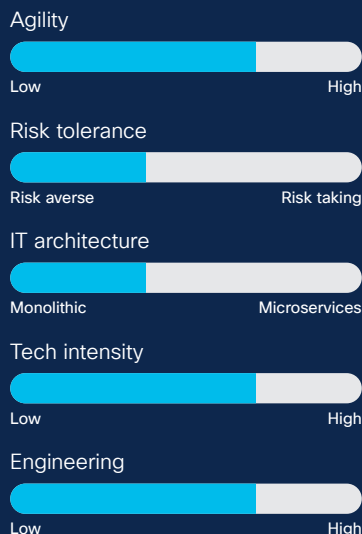 Agility
Low High
Risk tolerance
Risk averse Risk taking
IT architecture
Monolithic Microservices
Tech intensity
Low High
Engineering
Low High